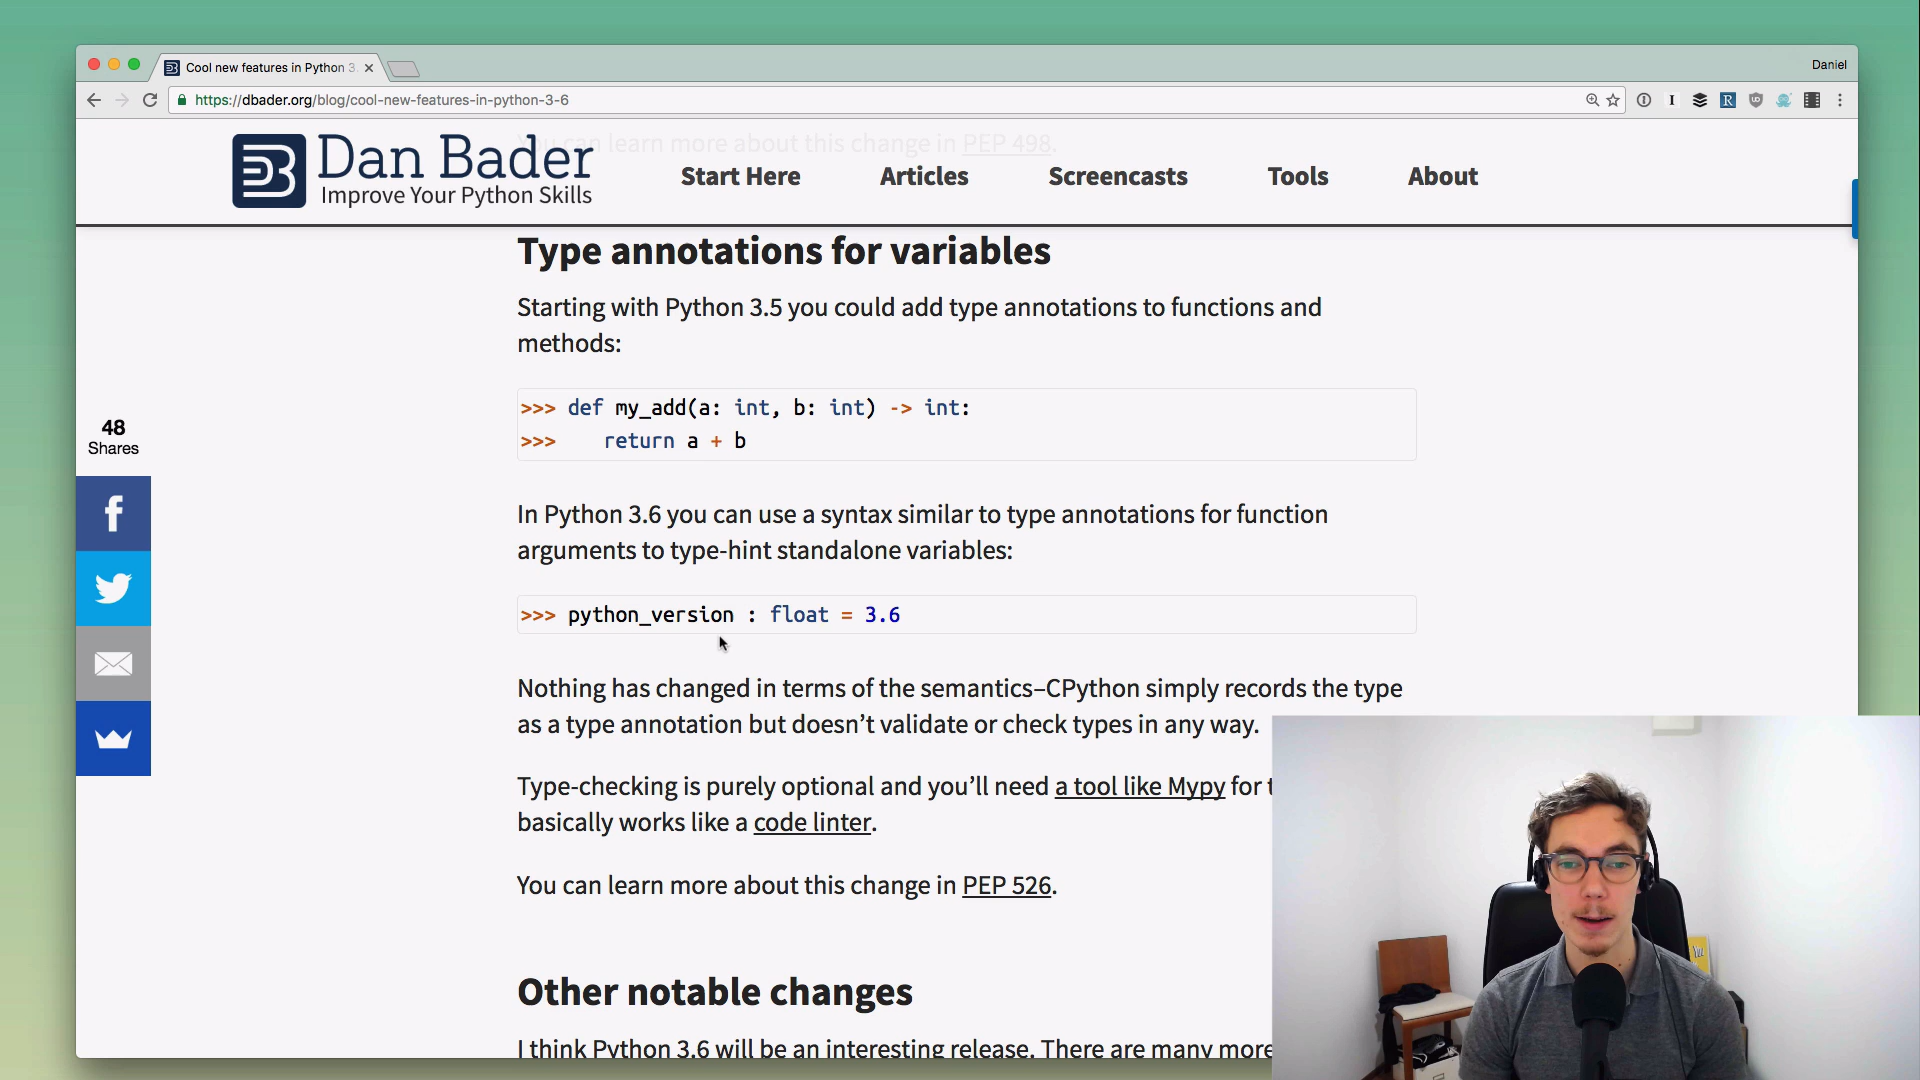 Cool new features in Python 3.
Daniel
https://dbader.org/blog/cool-new-features-in-python-3-6
You can learn more about this change in PEP 498.
Dan Bader
Improve Your Python Skills
Start Here
Articles
Screencasts
Tools
About
Type annotations for variables
Starting with Python 3.5 you could add type annotations to functions and
methods:
>>> def my_add(a: int, b: int) -> int:
>>>    return a + b
48
Shares
In Python 3.6 you can use a syntax similar to type annotations for function
arguments to type-hint standalone variables:
>>> python_version : float = 3.6
Nothing has changed in terms of the semantics–CPython simply records the type
as a type annotation but doesn’t validate or check types in any way.
Type-checking is purely optional and you’ll need a tool like Mypy for
basically works like a code linter.
You can learn more about this change in PEP 526.
Other notable changes
I think Python 3.6 will be an interesting release. There are many more